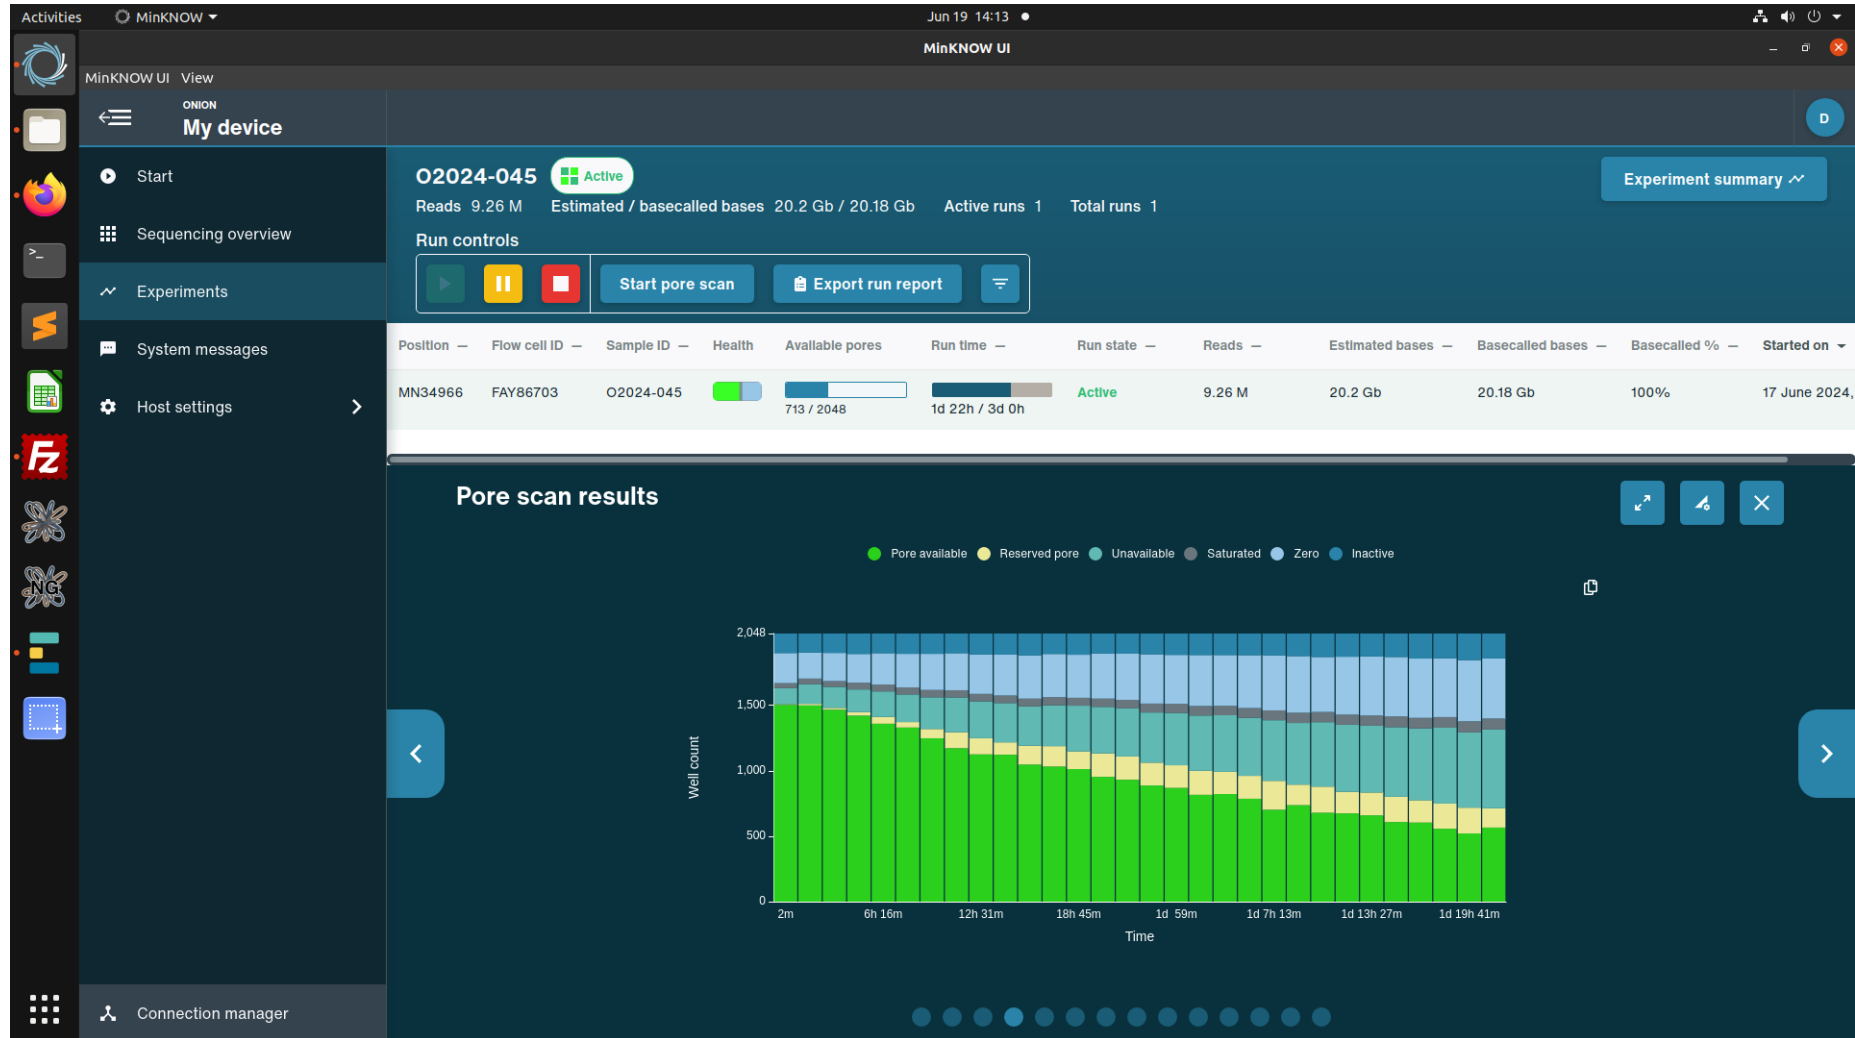 Activities MinKNOW Jun 19 14:13
MinKNOW UI
MinKNOW UI View
ONION
My device
D
Start
Sequencing overview
Experiments
System messages
Host settings
Connection manager
O2024-045 Active
Experiment summary
Reads 9.26 M Estimated / basecalled bases 20.2 Gb / 20.18 Gb Active runs 1 Total runs 1
Run controls
Start pore scan Export run report
Position Flow cell ID Sample ID Health Available pores Run time Run state Reads Estimated bases Basecalled bases Basecalled % Started on
MN34966 FAY86703 O2024-045 713 / 2048 1d 22h / 3d 0h Active 9.26 M 20.2 Gb 20.18 Gb 100% 17 June 2024,
Pore scan results
Pore available Reserved pore Unavailable Saturated Zero Inactive
2,048
1,500
1,000
500
0
Well count
2m 6h 16m 12h 31m 18h 45m 1d 59m 1d 7h 13m 1d 13h 27m 1d 19h 41m
Time
>_
Fz
NG